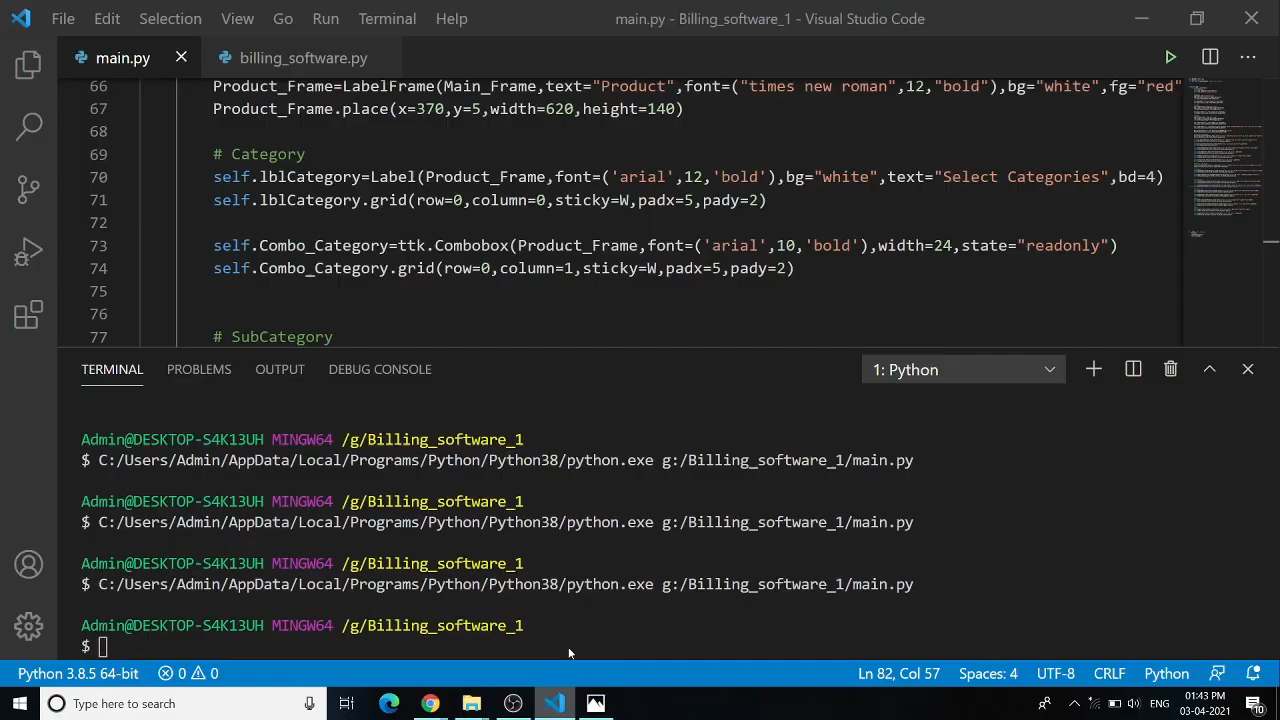 File Edit Selection View Go Run Terminal Help main.py - Billing_software_1 - Visual Studio Code
main.py billing_software.py
66 Product_Frame=LabelFrame(Main_Frame,text="Product",font=("times new roman",12,"bold"),bg="white",fg="red"
67 Product_Frame.place(x=370,y=5,width=620,height=140)
68
69 # Category
70 self.lblCategory=Label(Product_Frame,font=('arial',12,'bold'),bg="white",text="Select Categories",bd=4)
71 self.lblCategory.grid(row=0,column=0,sticky=W,padx=5,pady=2)
72
73 self.Combo_Category=ttk.Combobox(Product_Frame,font=('arial',10,'bold'),width=24,state="readonly")
74 self.Combo_Category.grid(row=0,column=1,sticky=W,padx=5,pady=2)
75
76
77 # SubCategory
TERMINAL PROBLEMS OUTPUT DEBUG CONSOLE 1: Python
Admin@DESKTOP-S4K13UH MINGW64 /g/Billing_software_1
$ C:/Users/Admin/AppData/Local/Programs/Python/Python38/python.exe g:/Billing_software_1/main.py
Admin@DESKTOP-S4K13UH MINGW64 /g/Billing_software_1
$ C:/Users/Admin/AppData/Local/Programs/Python/Python38/python.exe g:/Billing_software_1/main.py
Admin@DESKTOP-S4K13UH MINGW64 /g/Billing_software_1
$ C:/Users/Admin/AppData/Local/Programs/Python/Python38/python.exe g:/Billing_software_1/main.py
Admin@DESKTOP-S4K13UH MINGW64 /g/Billing_software_1
$
Python 3.8.5 64-bit 0 0 Ln 82, Col 57 Spaces: 4 UTF-8 CRLF Python
Type here to search ENG 01:43 PM
03-04-2021